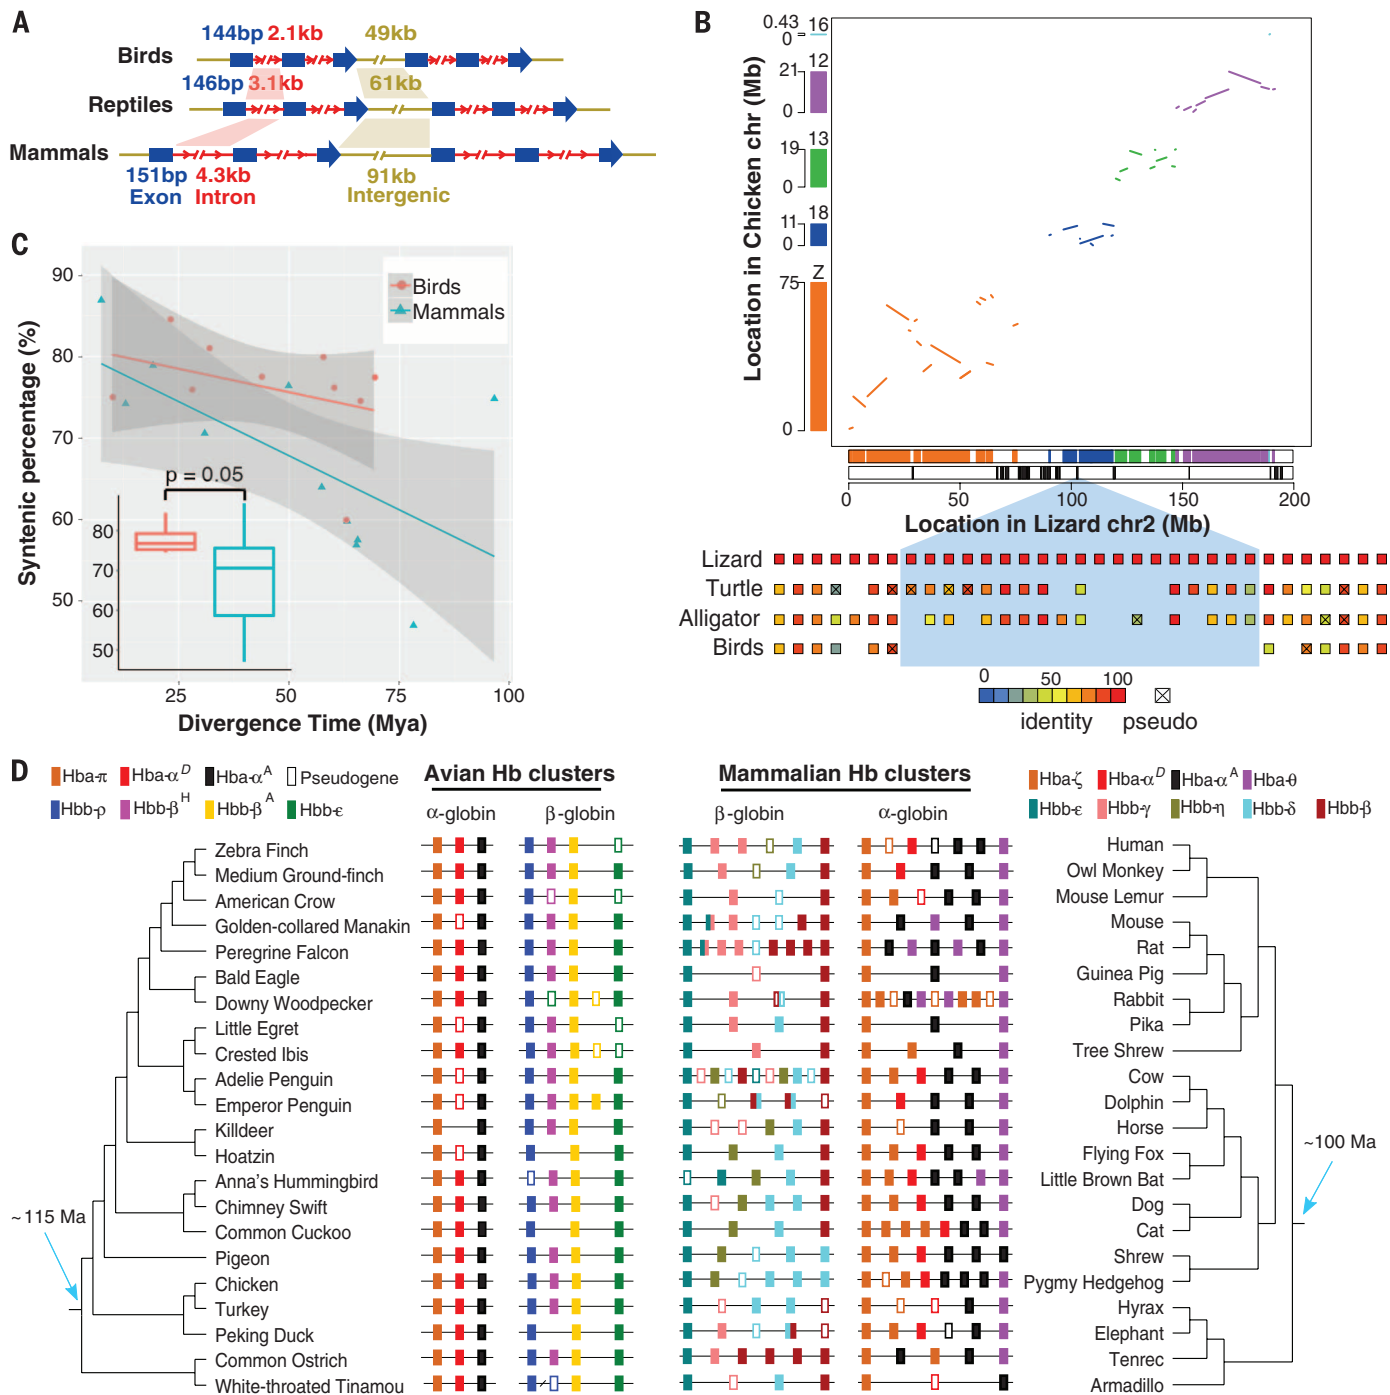 A
144bp 2.1kb 49kb
Birds
146bp 3.1kb 61kb
Reptiles
Mammals
151bp 4.3kb 91kb
Exon Intron Intergenic
B
Location in Chicken chr (Mb)
0.43 16
0
21 12
0
19 13
0
11 18
0
Z
75
0
0 50 100 150 200
Location in Lizard chr2 (Mb)
Lizard
Turtle
Alligator
Birds
0 50 100
identity pseudo
C
Syntenic percentage (%)
90
80
70
60
50
Birds
Mammals
p = 0.05
80
70
60
50
25 50 75 100
Divergence Time (Mya)
D
Hba-π Hba-αD Hba-αA Pseudogene
Hbb-ρ Hbb-βH Hbb-βA Hbb-ϵ
Avian Hb clusters
α-globin β-globin
Mammalian Hb clusters
β-globin α-globin
Hba-ζ Hba-αD Hba-αA Hba-θ
Hbb-ϵ Hbb-γ Hbb-η Hbb-δ Hbb-β
Zebra Finch
Medium Ground-finch
American Crow
Golden-collared Manakin
Peregrine Falcon
Bald Eagle
Downy Woodpecker
Little Egret
Crested Ibis
Adelie Penguin
Emperor Penguin
Killdeer
Hoatzin
Anna's Hummingbird
Chimney Swift
Common Cuckoo
Pigeon
Chicken
Turkey
Peking Duck
Common Ostrich
White-throated Tinamou
~115 Ma
Human
Owl Monkey
Mouse Lemur
Mouse
Rat
Guinea Pig
Rabbit
Pika
Tree Shrew
Cow
Dolphin
Horse
Flying Fox
Little Brown Bat
Dog
Cat
Shrew
Pygmy Hedgehog
Hyrax
Elephant
Tenrec
Armadillo
~100 Ma